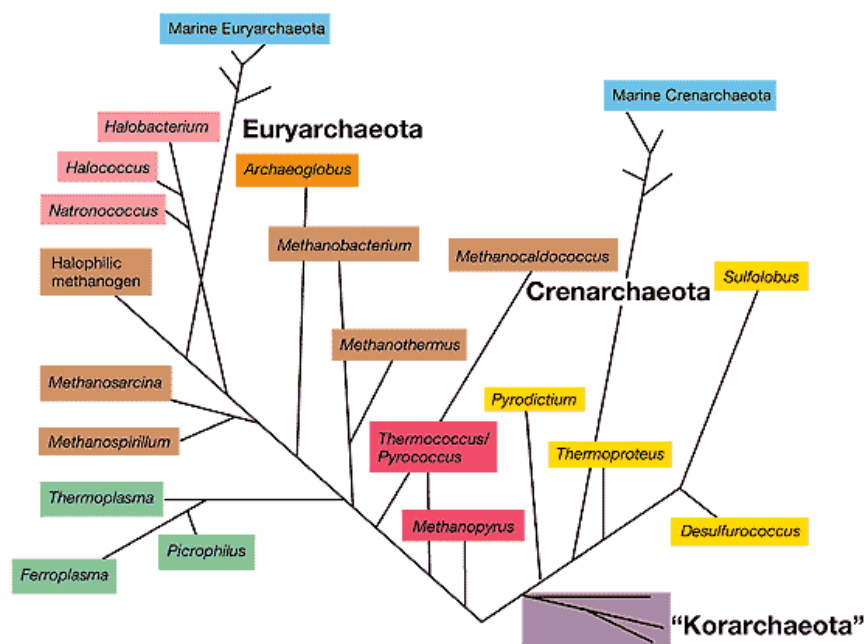 Marine Euryarchaeota
Marine Crenarchaeota
Halobacterium
Euryarchaeota
Halococcus
Archaeoglobus
Natronococcus
Methanobacterium
Methanocaldococcus
Halophilic
methanogen
Crenarchaeota
Sulfolobus
Methanothermus
Methanosarcina
Pyrodictium
Methanospirillum
Thermococcus/
Pyrococcus
Thermoproteus
Thermoplasma
Methanopyrus
Desulfurococcus
Picrophilus
Ferroplasma
“Korarchaeota”